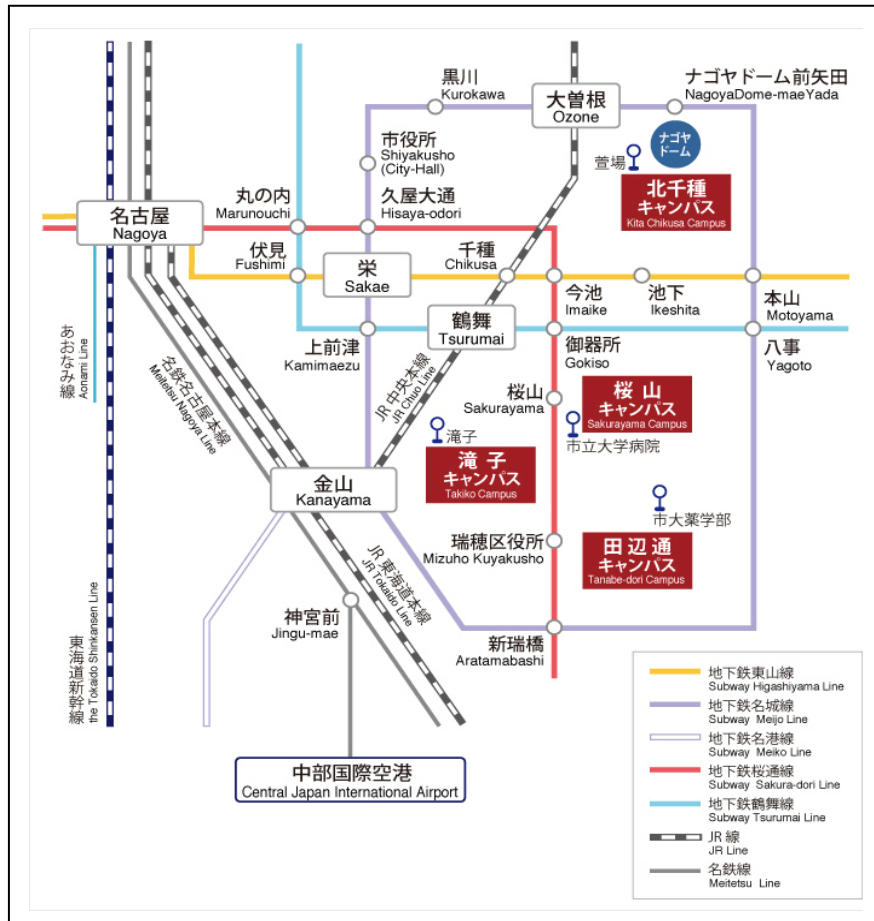 黒川
Kurokawa
大曽根
Ozone
ナゴヤドーム前矢田
NagoyaDome-maeYada
市役所
Shiyakusho
(City-Hall)
ナゴヤ
ドーム
萱場
北千種
キャンパス
Kita Chikusa Campus
丸の内
Marunouchi
久屋大通
Hisaya-odori
名古屋
Nagoya
伏見
Fushimi
栄
Sakae
千種
Chikusa
今池
Imaike
池下
Ikeshita
本山
Motoyama
鶴舞
Tsurumai
上前津
Kamimaezu
御器所
Gokiso
八事
Yagoto
あおなみ線
Aonami Line
名鉄名古屋本線
Meitetsu Nagoya Line
JR 中央本線
JR Chuo Line
桜山
Sakurayama
桜 山
キャンパス
Sakurayama Campus
市立大学病院
滝子
滝 子
キャンパス
Takiko Campus
金山
Kanayama
市大薬学部
瑞穂区役所
Mizuho Kuyakusho
田 辺 通
キャンパス
Tanabe-dori Campus
JR 東海道本線
JR Tokaido Line
神宮前
Jingu-mae
新瑞橋
Aratamabashi
東海道新幹線
the Tokaido Shinkansen Line
中部国際空港
Central Japan International Airport
地下鉄東山線
Subway Higashiyama Line
地下鉄名城線
Subway Meijo Line
地下鉄名港線
Subway Meiko Line
地下鉄桜通線
Subway Sakura-dori Line
地下鉄鶴舞線
Subway Tsurumai Line
JR 線
JR Line
名鉄線
Meitetsu Line